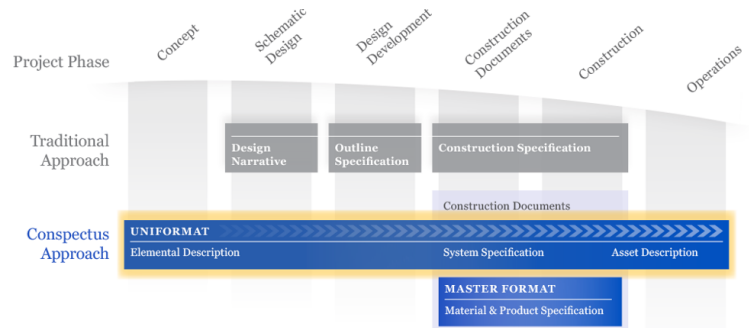 Project Phase
Concept
Schematic
Design
Design
Development
Construction
Documents
Construction
Operations
Traditional
Approach
Design
Narrative
Outline
Specification
Construction Specification
Construction Documents
Conspectus
Approach
UNIFORMAT
Elemental Description
System Specification
Asset Description
MASTER FORMAT
Material & Product Specification